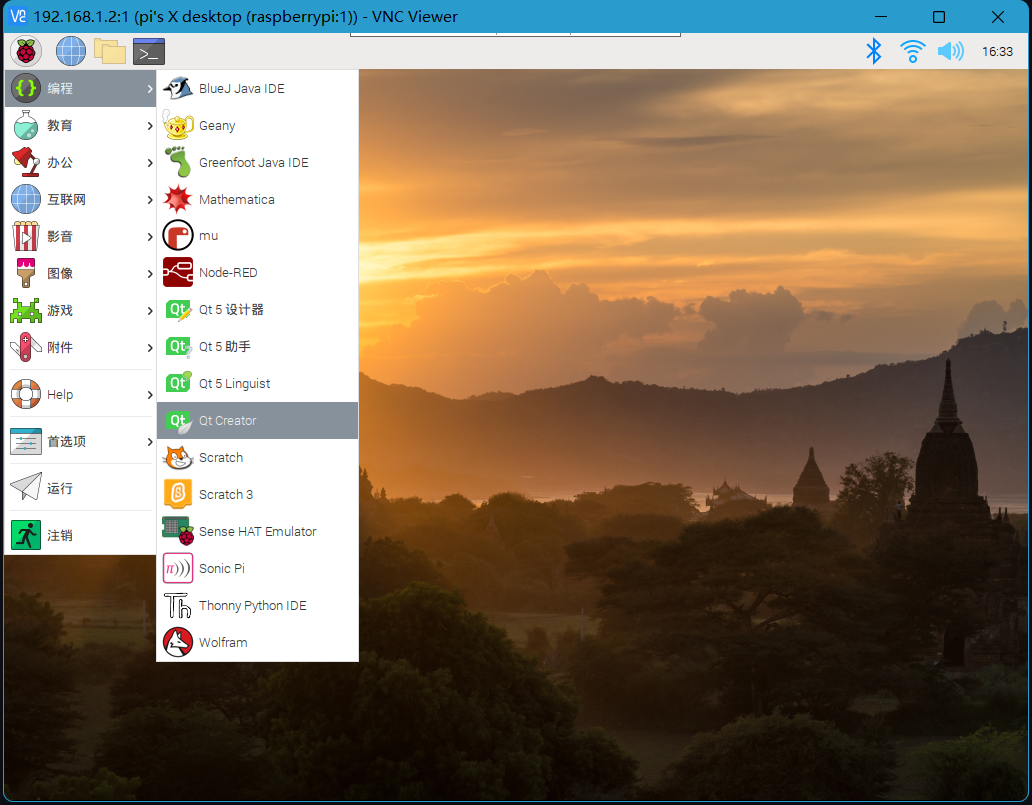 192.168.1.2:1 (pi's X desktop (raspberrypi:1)) - VNC Viewer
16:33
编程
教育
办公
互联网
影音
图像
游戏
附件
Help
首选项
运行
注销
BlueJ Java IDE
Geany
Greenfoot Java IDE
Mathematica
mu
Node-RED
Qt 5 设计器
Qt 5 助手
Qt 5 Linguist
Qt Creator
Scratch
Scratch 3
Sense HAT Emulator
Sonic Pi
Thonny Python IDE
Wolfram